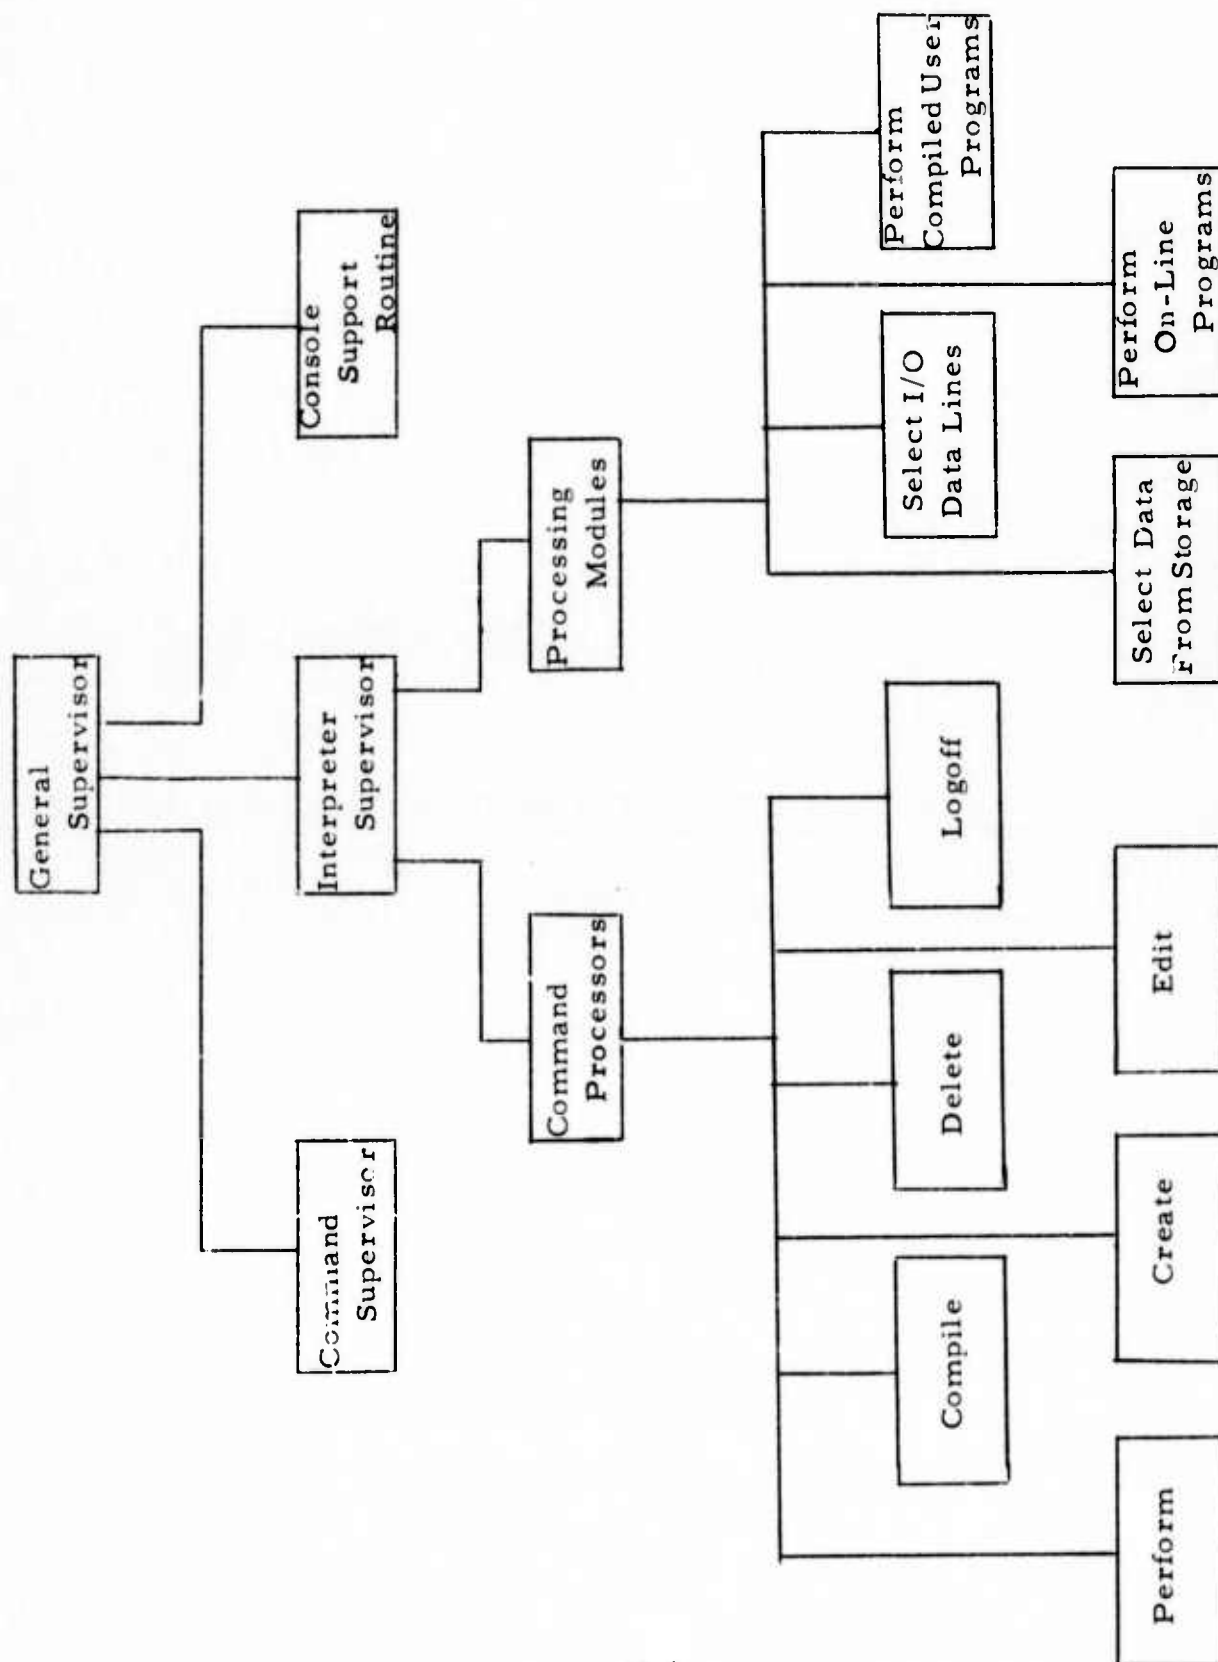 General
Supervisor
Command
Supervisor
Interpreter
Supervisor
Console
Support
Routine
Command
Processors
Processing
Modules
Compile
Delete
Logoff
Select I/O
Data Lines
Perform
Compiled User
Programs
Perform
Create
Edit
Select Data
From Storage
Perform
On-Line
Programs